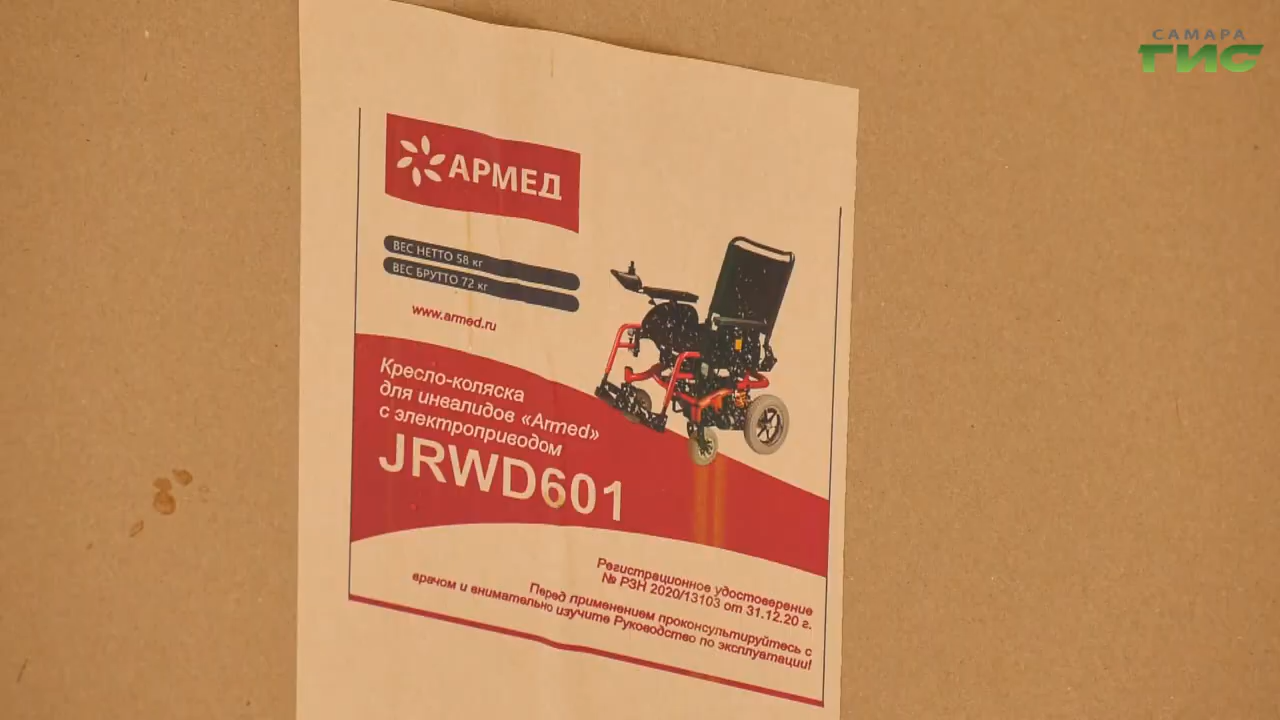 САМАРА
ГИС
АРМЕД
ВЕС НЕТТО 58 кг
ВЕС БРУТТО 72 кг
www.armed.ru
Кресло-коляска
для инвалидов «Armed»
с электроприводом
JRWD601
Регистрационное удостоверение
№ РЗН 2020/13103 от 31.12.20 г.
Перед применением проконсультируйтесь с
врачом и внимательно изучите Руководство по эксплуатации!